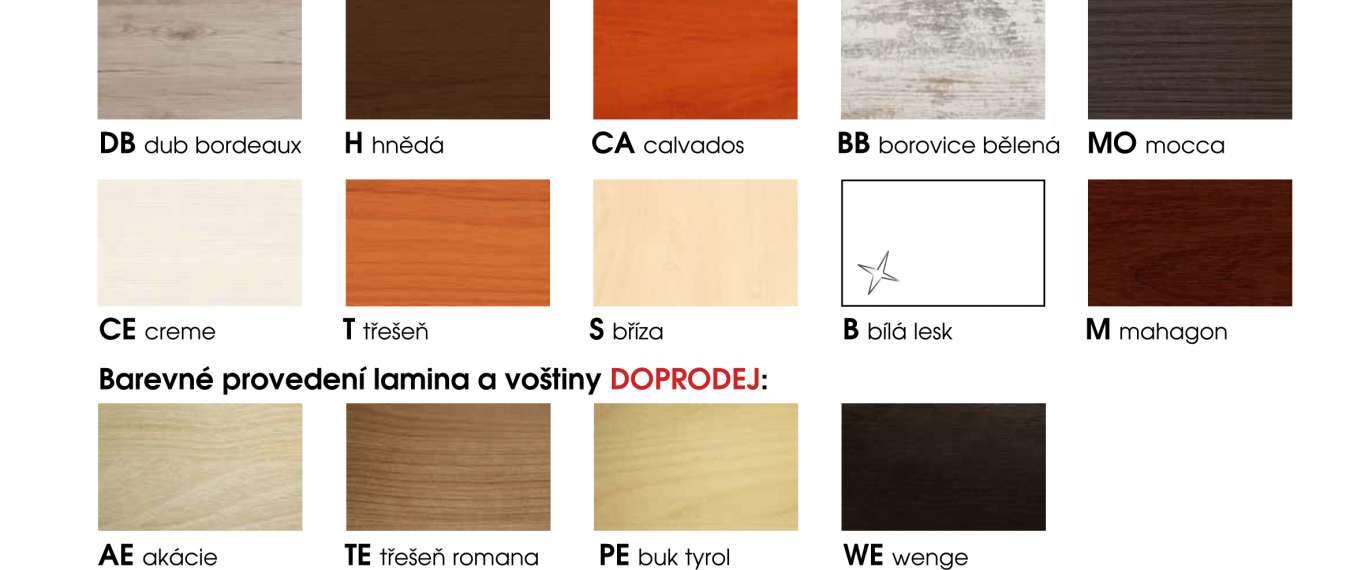 DB dub bordeaux H hnědá CA calvados BB borovice bělená MO mocca
CE creme T třešeň S bříza B bílá lesk M mahagon
Barevné provedení lamina a voštiny DOPRODEJ:
AE akácie TE třešeň romana PE buk tyrol WE wenge